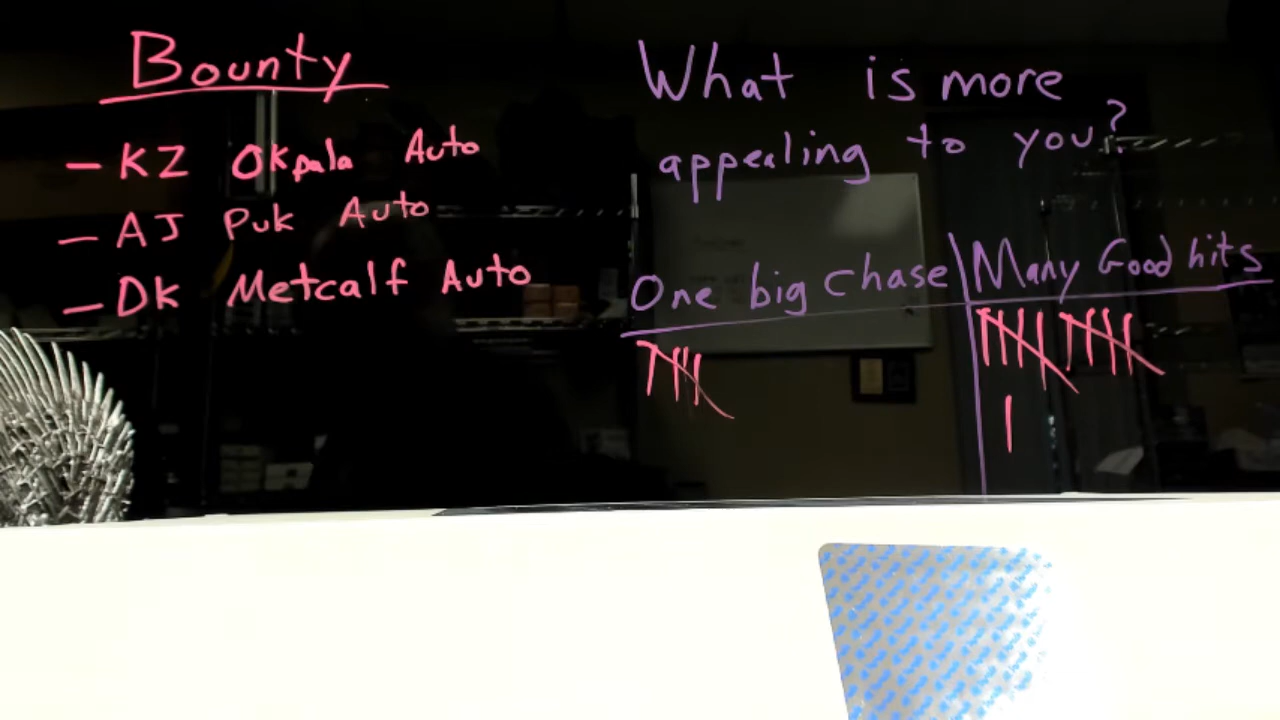 Bounty
- KZ Okpala Auto
- AJ Puk Auto
- DK Metcalf Auto
What is more
appealing to you?
One big chase | Many Good hits